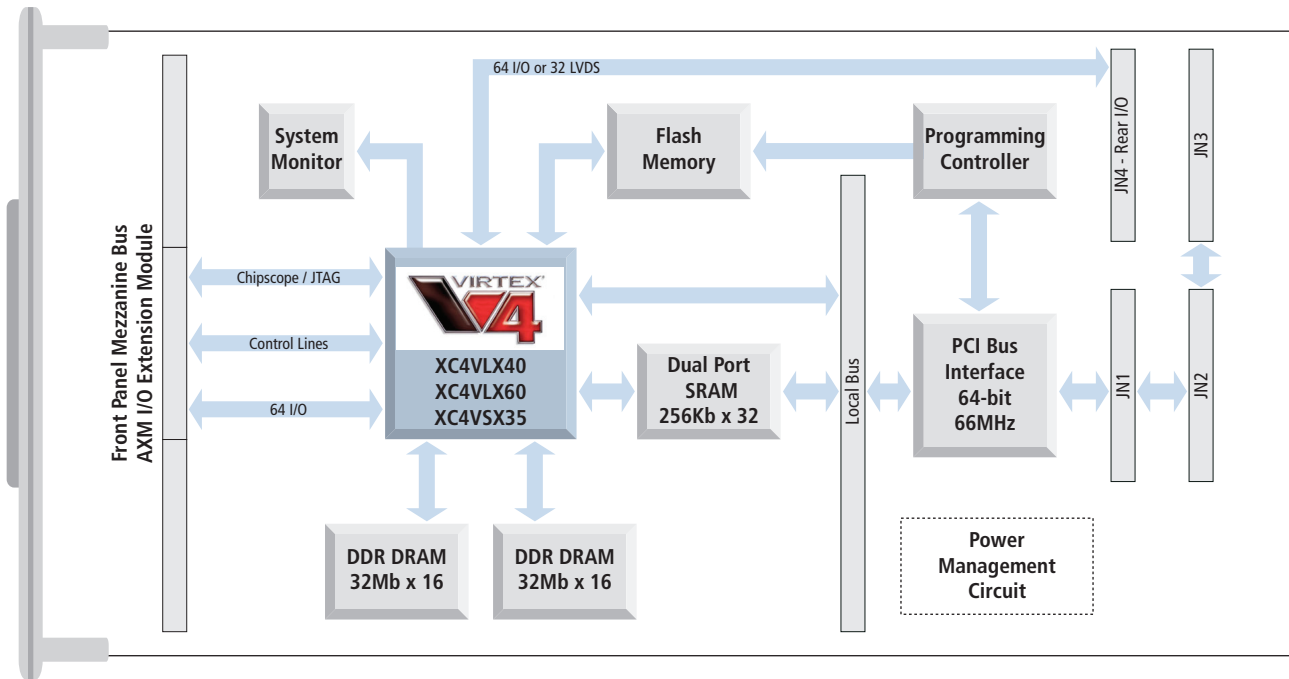 64 I/O or 32 LVDS
System
Monitor
Flash
Memory
Programming
Controller
JN4 - Rear I/O
JN3
Front Panel Mezzanine Bus
AXM I/O Extension Module
Chipscope / JTAG
Control Lines
64 I/O
VIRTEX®
V4
XC4VLX40
XC4VLX60
XC4VSX35
Dual Port
SRAM
256Kb x 32
Local Bus
PCI Bus
Interface
64-bit
66MHz
JN1
JN2
DDR DRAM
32Mb x 16
DDR DRAM
32Mb x 16
Power
Management
Circuit